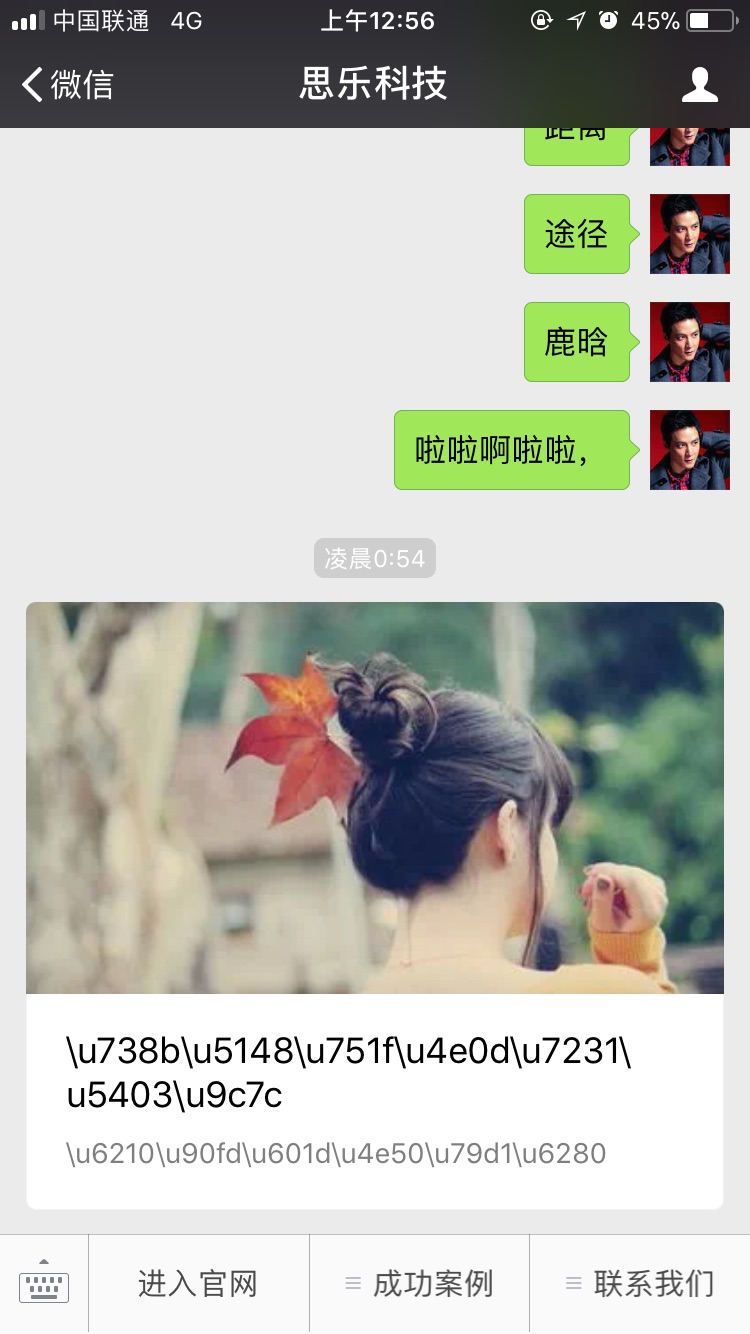 中国联通 4G 上午12:56 45%
微信 思乐科技
距离
途径
鹿晗
啦啦啊啦啦,
凌晨0:54
\u738b\u5148\u751f\u4e0d\u7231\
u5403\u9c7c
\u6210\u90fd\u601d\u4e50\u79d1\u6280
进入官网 成功案例 联系我们